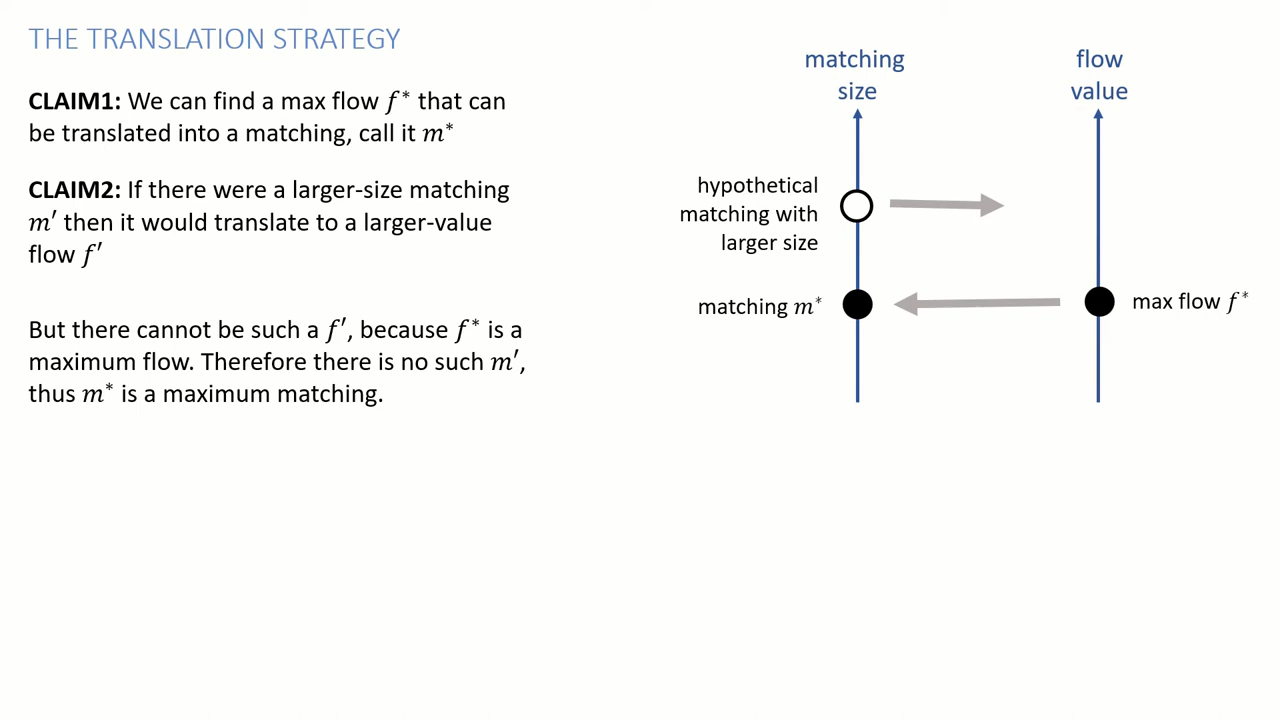 THE TRANSLATION STRATEGY
CLAIM1: We can find a max flow f* that can
be translated into a matching, call it m*
CLAIM2: If there were a larger-size matching
m′ then it would translate to a larger-value
flow f′
But there cannot be such a f′, because f* is a
maximum flow. Therefore there is no such m′,
thus m* is a maximum matching.
matching
size
flow
value
hypothetical
matching with
larger size
matching m*
max flow f*